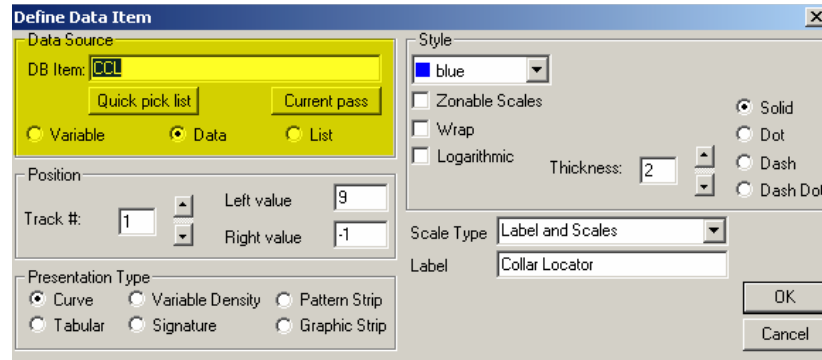 Define Data Item
Data Source
DB Item: CCL
Quick pick list Current pass
Variable Data List
Position
Track #: 1
Left value 9
Right value -1
Presentation Type
Curve Variable Density Pattern Strip
Tabular Signature Graphic Strip
Style
blue
Zonable Scales
Wrap
Logarithmic
Thickness: 2
Solid
Dot
Dash
Dash Dot
Scale Type Label and Scales
Label Collar Locator
OK
Cancel